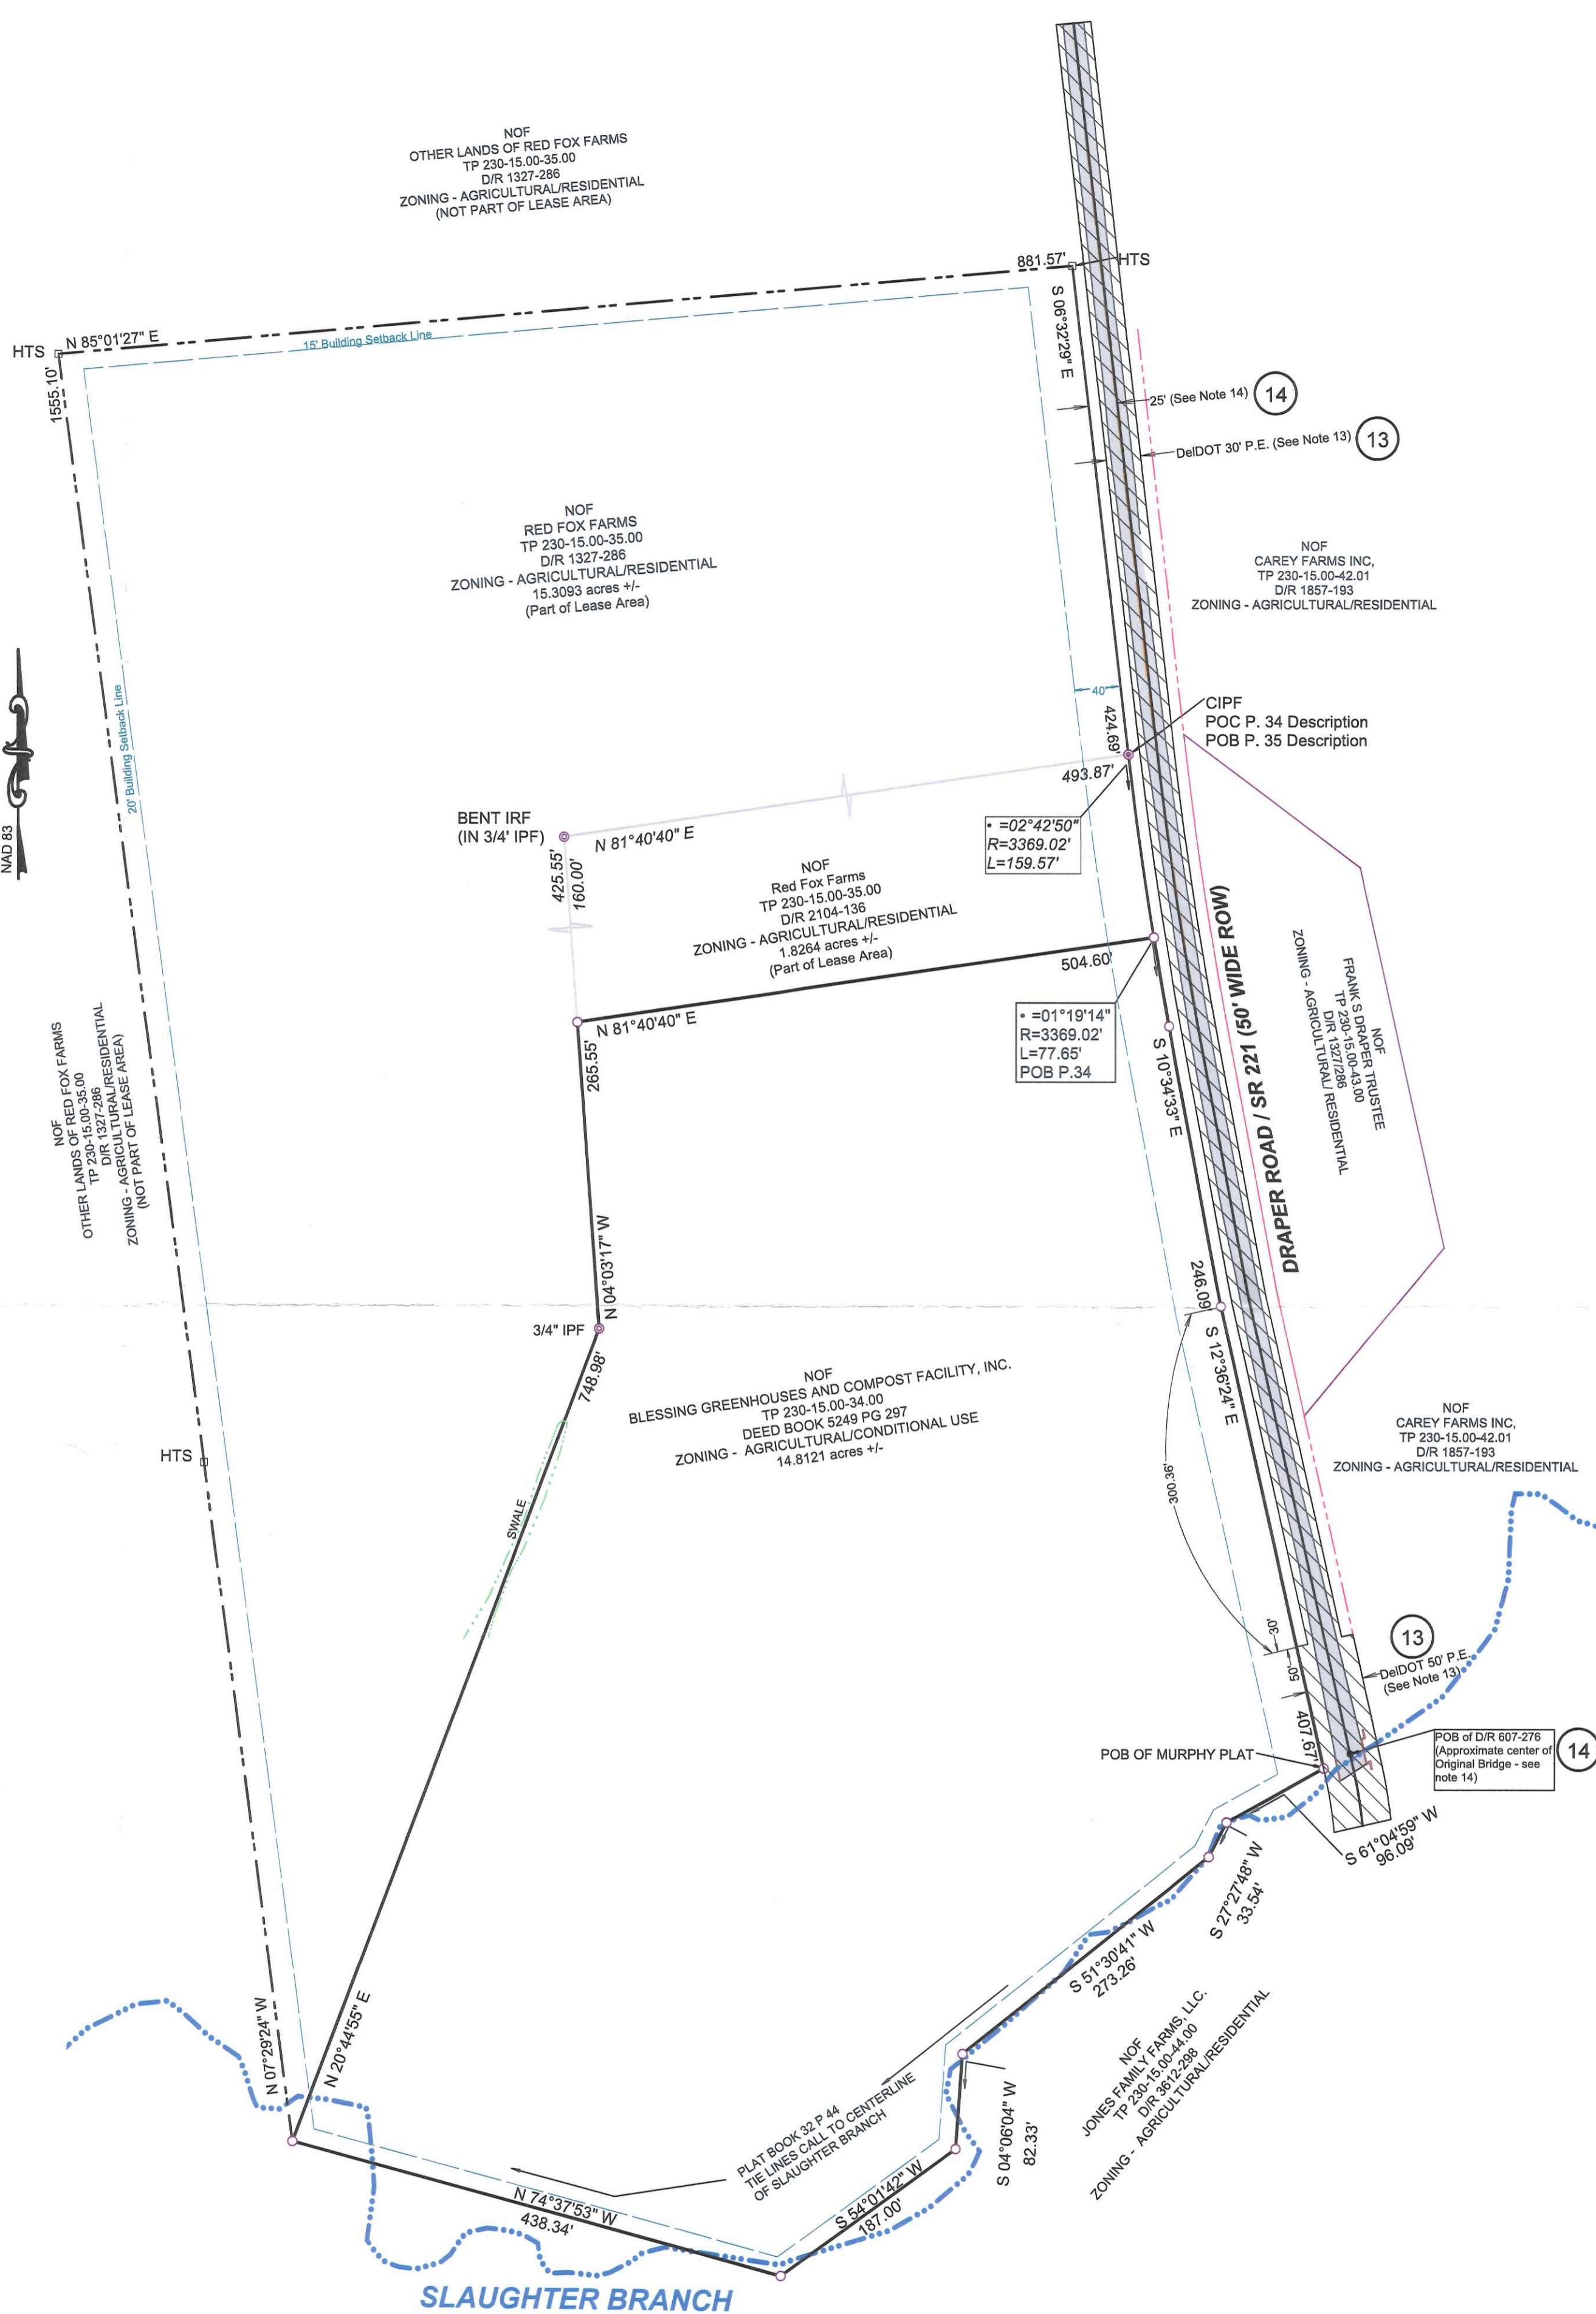 NOF
OTHER LANDS OF RED FOX FARMS
TP 230-15.00-35.00
D/R 1327-286
ZONING - AGRICULTURAL/RESIDENTIAL
(NOT PART OF LEASE AREA)
881.57'
HTS
HTS
N 85°01'27" E
15' Building Setback Line
1555.10'
S 06°32'29" E
25' (See Note 14)
14
DelDOT 30' P.E. (See Note 13)
13
NOF
RED FOX FARMS
TP 230-15.00-35.00
D/R 1327-286
ZONING - AGRICULTURAL/RESIDENTIAL
15.3093 acres +/-
(Part of Lease Area)
NOF
CAREY FARMS INC,
TP 230-15.00-42.01
D/R 1857-193
ZONING - AGRICULTURAL/RESIDENTIAL
20' Building Setback Line
NAD 83
40'
424.69'
CIPF
POC P. 34 Description
POB P. 35 Description
493.87'
BENT IRF
(IN 3/4' IPF)
N 81°40'40" E
425.55'
160.00'
• =02°42'50"
R=3369.02'
L=159.57'
NOF
Red Fox Farms
TP 230-15.00-35.00
D/R 2104-136
ZONING - AGRICULTURAL/RESIDENTIAL
1.8264 acres +/-
(Part of Lease Area)
504.60'
N 81°40'40" E
• =01°19'14"
R=3369.02'
L=77.65'
POB P.34
DRAPER ROAD / SR 221 (50' WIDE ROW)
NOF
FRANK S DRAPER TRUSTEE
TP 230-15.00-43.00
D/R 1327/286
ZONING - AGRICULTURAL/ RESIDENTIAL
NOF
OTHER LANDS OF RED FOX FARMS
TP 230-15.00-35.00
D/R 1327-286
ZONING - AGRICULTURAL/RESIDENTIAL
(NOT PART OF LEASE AREA)
265.55'
S 10°34'33" E
N 04°03'17" W
246.09'
3/4" IPF
748.98'
S 12°36'24" E
NOF
BLESSING GREENHOUSES AND COMPOST FACILITY, INC.
TP 230-15.00-34.00
DEED BOOK 5249 PG 297
ZONING - AGRICULTURAL/CONDITIONAL USE
14.8121 acres +/-
NOF
CAREY FARMS INC,
TP 230-15.00-42.01
D/R 1857-193
ZONING - AGRICULTURAL/RESIDENTIAL
HTS
300.36'
SWALE
30'
50'
13
DelDOT 50' P.E.
(See Note 13)
407.67'
POB OF MURPHY PLAT
POB of D/R 607-276
(Approximate center of
Original Bridge - see
note 14)
14
S 61°04'59" W
96.09'
S 27°27'48" W
33.54'
S 51°30'41" W
273.26'
N 07°29'24" W
N 20°44'55" E
NOF
JONES FAMILY FARMS, LLC.
TP 230-15.00-44.00
D/R 3612-298
ZONING - AGRICULTURAL/RESIDENTIAL
S 04°06'04" W
82.33'
PLAT BOOK 32 P 44
TIE LINES CALL TO CENTERLINE
OF SLAUGHTER BRANCH
S 54°01'42" W
187.00'
N 74°37'53" W
438.34'
SLAUGHTER BRANCH